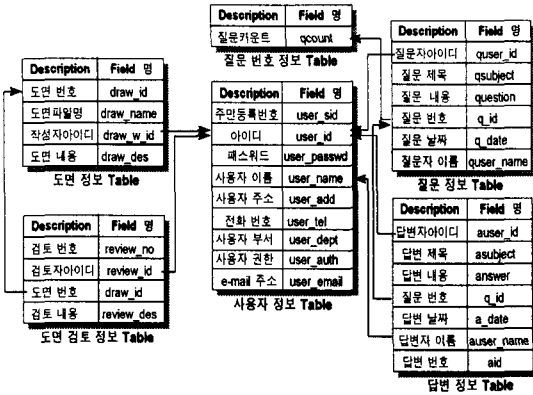 Description Field 명
질문카운트 qcount
질문 번호 정보 Table
Description Field 명
도면 번호 draw_id
도면파일명 draw_name
작성자아이디 draw_w_id
도면 내용 draw_des
도면 정보 Table
Description Field 명
검토 번호 review_no
검토자아이디 review_id
도면 번호 draw_id
검토 내용 review_des
도면 검토 정보 Table
Description Field 명
주민등록번호 user_sid
아이디 user_id
패스워드 user_passwd
사용자 이름 user_name
사용자 주소 user_add
전화 번호 user_tel
사용자 부서 user_dept
사용자 권한 user_auth
e-mail 주소 user_email
사용자 정보 Table
Description Field 명
질문자아이디 quser_id
질문 제목 qsubject
질문 내용 question
질문 번호 q_id
질문 날짜 q_date
질문자 이름 quser_name
질문 정보 Table
Description Field 명
답변자아이디 auser_id
답변 제목 asubject
답변 내용 answer
질문 번호 q_id
답변 날짜 a_date
답변자 이름 auser_name
답변 번호 aid
답변 정보 Table